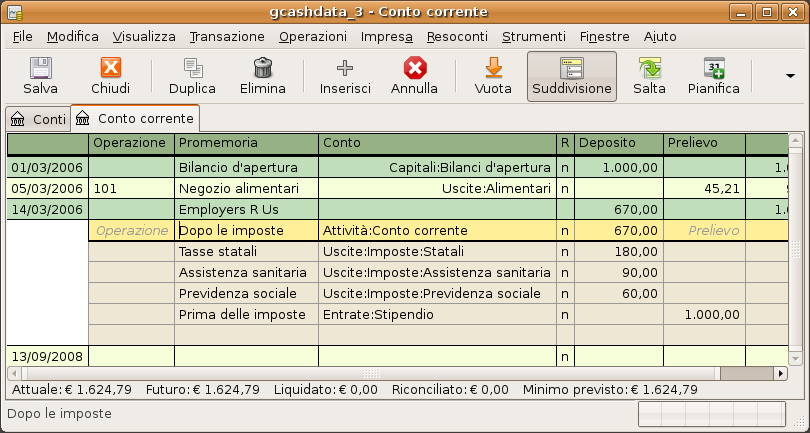 gcashdata_3 - Conto corrente
File Modifica Visualizza Transazione Operazioni Impresa Resoconti Strumenti Finestre Aiuto
Salva Chiudi Duplica Elimina Inserisci Annulla Vuota Suddivisione Salta Pianifica
Conti Conto corrente
Operazione Promemoria Conto R Deposito Prelievo
01/03/2006 Bilancio d'apertura Capitali:Bilanci d'apertura n 1.000,00 1.0
05/03/2006 101 Negozio alimentari Uscite:Alimentari n 45,21
14/03/2006 Employers R Us 670,00 1.6
Operazione Dopo le imposte Attività:Conto corrente n 670,00 Prelievo
Tasse statali Uscite:Imposte:Statali n 180,00
Assistenza sanitaria Uscite:Imposte:Assistenza sanitaria n 90,00
Previdenza sociale Uscite:Imposte:Previdenza sociale n 60,00
Prima delle imposte Entrate:Stipendio n 1.000,00
13/09/2008 n
Attuale: € 1.624,79 Futuro: € 1.624,79 Liquidato: € 0,00 Riconciliato: € 0,00 Minimo previsto: € 1.624,79
Dopo le imposte